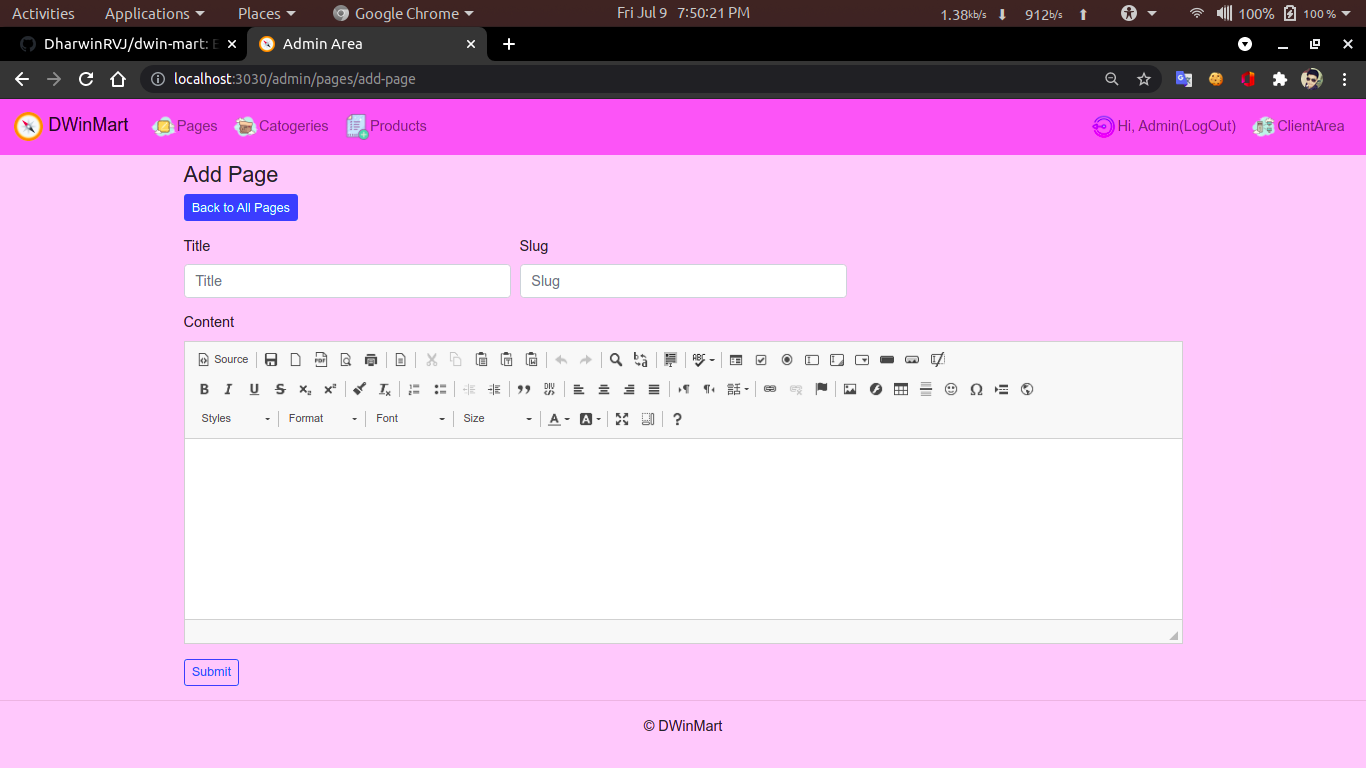 Activities Applications Places Google Chrome Fri Jul 9 7:50:21 PM 1.38kb/s 912b/s 100% 100 %
DharwinRVJ/dwin-mart: E Admin Area
localhost:3030/admin/pages/add-page
DWinMart Pages Catogeries Products Hi, Admin(LogOut) ClientArea
Add Page
Back to All Pages
Title Slug
Title Slug
Content
Source
Styles Format Font Size
Submit
© DWinMart